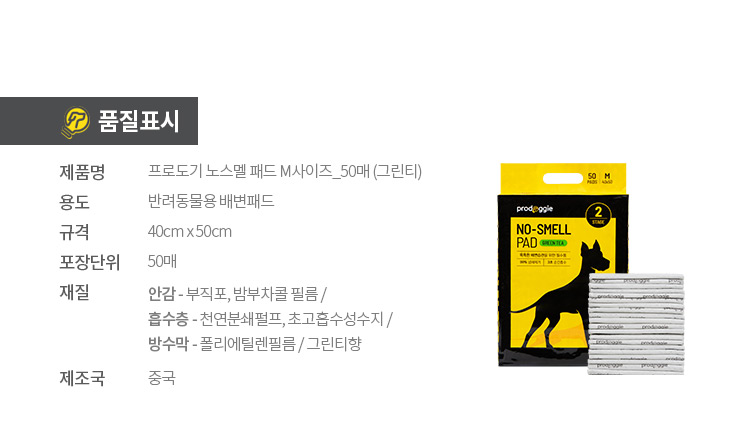 품질표시
제품명 프로도기 노스멜 패드 M사이즈_50매 (그린티)
용도 반려동물용 배변패드
규격 40cm x 50cm
포장단위 50매
재질 안감 - 부직포, 밤부차콜 필름 /
흡수층 - 천연분쇄펄프, 초고흡수성수지 /
방수막 - 폴리에틸렌필름 / 그린티향
제조국 중국
50 PADS M
prodoggie
2
STAGE
NO-SMELL
PAD GREEN TEA
prodoggie